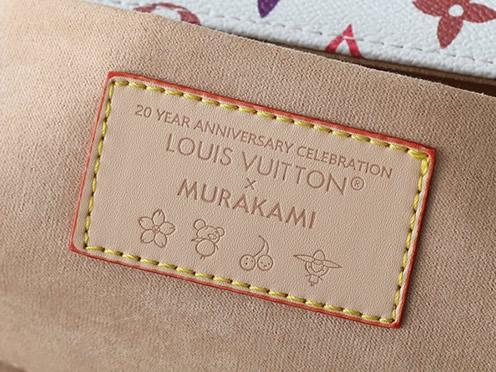 20 YEAR ANNIVERSARY CELEBRATION
LOUIS VUITTON®
×
MURAKAMI